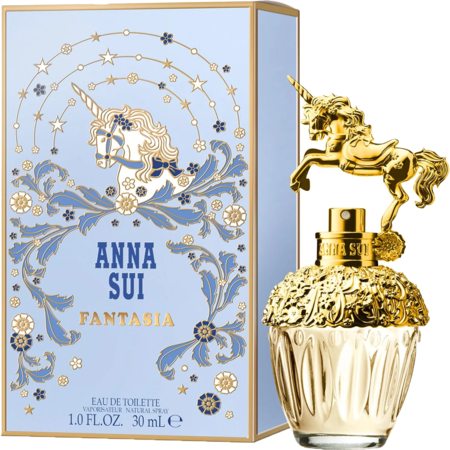 ANNA
SUI
FANTASIA
EAU DE TOILETTE
VAPORISATEUR NATURAL SPRAY
1.0 FL.OZ. 30 mL ℮
ANNA SUI